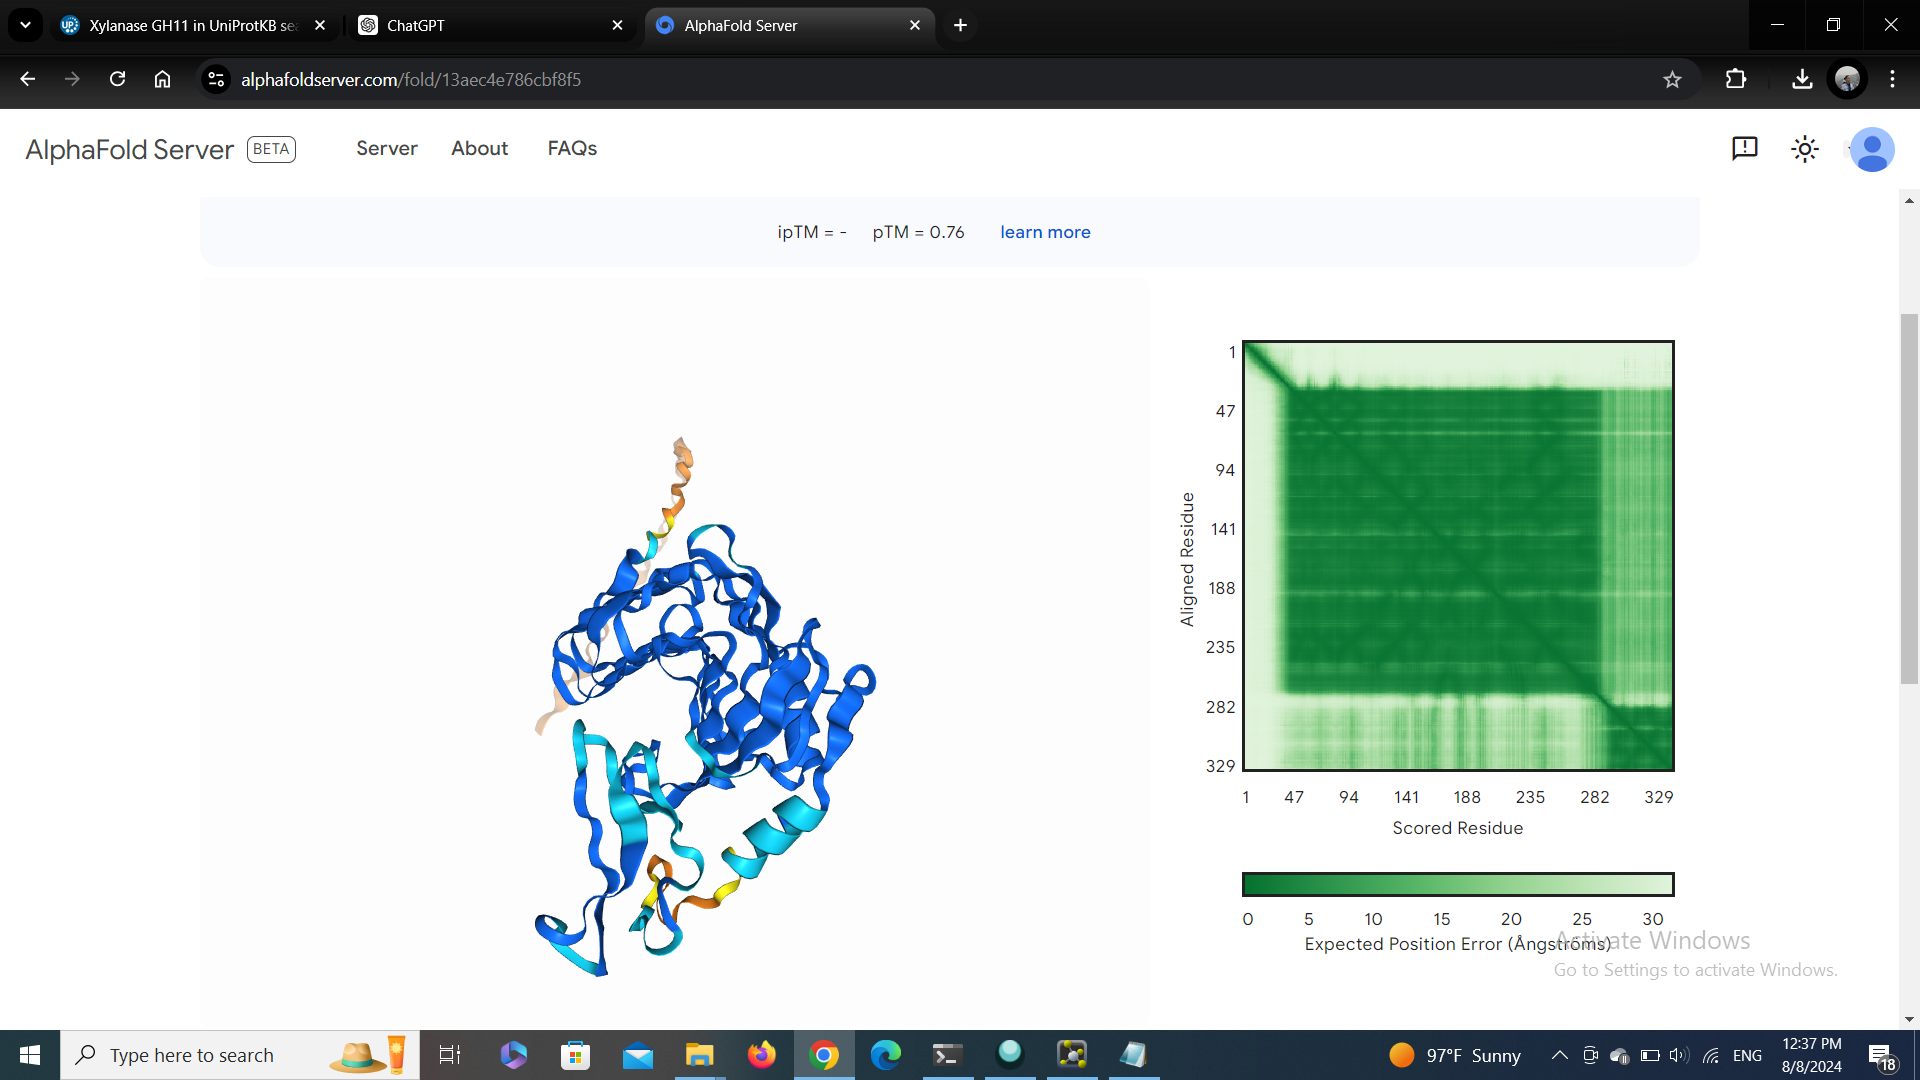 Xylanase GH11 in UniProtKB sea
ChatGPT
AlphaFold Server
alphafoldserver.com/fold/13aec4e786cbf8f5
AlphaFold Server BETA
Server About FAQs
ipTM = - pTM = 0.76 learn more
1
47
94
141
188
235
282
329
Aligned Residue
1 47 94 141 188 235 282 329
Scored Residue
0 5 10 15 20 25 30
Expected Position Error (Ångströms)
Activate Windows
Go to Settings to activate Windows.
Type here to search
97°F Sunny
ENG
12:37 PM
8/8/2024
18